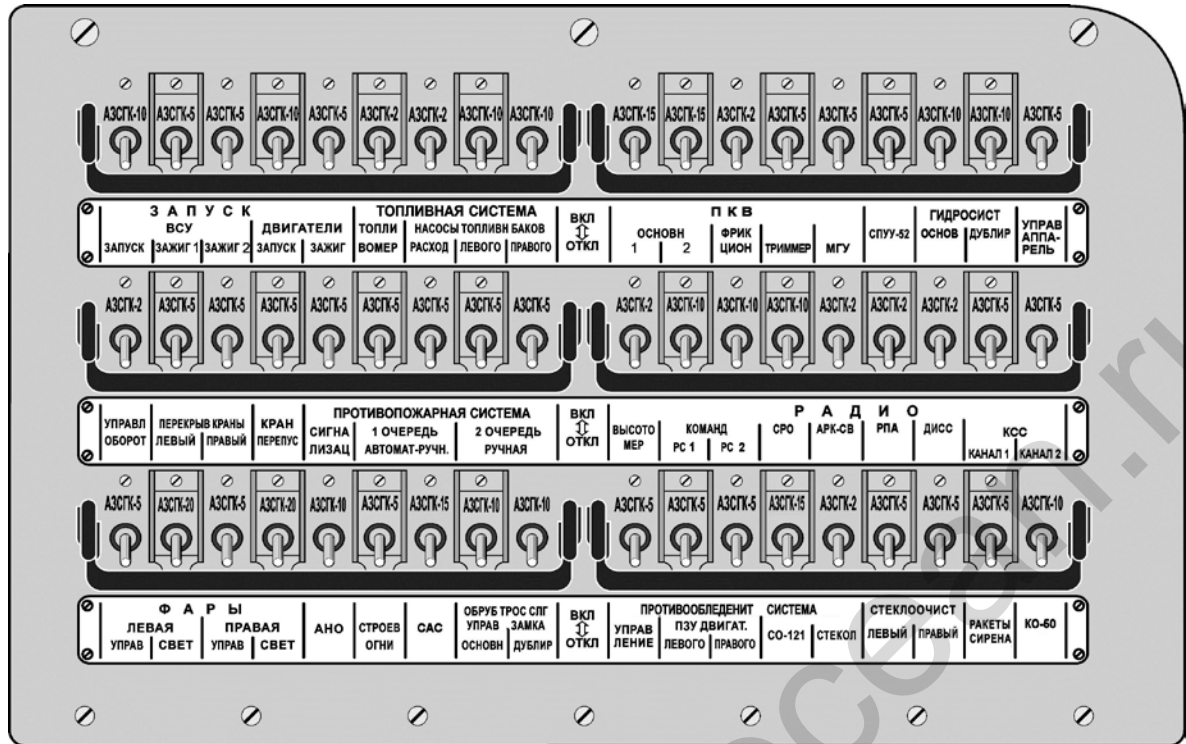 АЗСГК-10 АЗСГК-5 АЗСГК-5 АЗСГК-10 АЗСГК-5 АЗСГК-2 АЗСГК-2 АЗСГК-10 АЗСГК-10 АЗСГК-15 АЗСГК-15 АЗСГК-2 АЗСГК-5 АЗСГК-5 АЗСГК-5 АЗСГК-10 АЗСГК-10 АЗСГК-5
ЗАПУСК ТОПЛИВНАЯ СИСТЕМА ПКВ
ВСУ ДВИГАТЕЛИ ТОПЛИ НАСОСЫ ТОПЛИВН БАКОВ ВКЛ ОСНОВН ФРИК ГИДРОСИСТ УПРАВ
ЗАПУСК ЗАЖИГ 1 ЗАЖИГ 2 ЗАПУСК ЗАЖИГ ВОМЕР РАСХОД ЛЕВОГО ПРАВОГО ОТКЛ 1 2 ЦИОН ТРИММЕР МГУ СПУУ-52 ОСНОВ ДУБЛИР АППА-
РЕЛЬ
АЗСГК-2 АЗСГК-5 АЗСГК-5 АЗСГК-5 АЗСГК-5 АЗСГК-5 АЗСГК-5 АЗСГК-5 АЗСГК-5 АЗСГК-2 АЗСГК-10 АЗСГК-10 АЗСГК-10 АЗСГК-2 АЗСГК-2 АЗСГК-5 АЗСГК-5 АЗСГК-5
ПРОТИВОПОЖАРНАЯ СИСТЕМА РАДИО
УПРАВЛ ПЕРЕКРЫВ КРАНЫ КРАН СИГНА 1 ОЧЕРЕДЬ 2 ОЧЕРЕДЬ ВКЛ ВЫСОТО КОМАНД СРО АРК-СВ РПА ДИСС КСС
ОБОРОТ ЛЕВЫЙ ПРАВЫЙ ПЕРЕПУС ЛИЗАЦ АВТОМАТ-РУЧН. РУЧНАЯ ОТКЛ МЕР РС 1 РС 2 КАНАЛ 1 КАНАЛ 2
АЗСГК-5 АЗСГК-20 АЗСГК-5 АЗСГК-20 АЗСГК-10 АЗСГК-5 АЗСГК-15 АЗСГК-10 АЗСГК-10 АЗСГК-5 АЗСГК-5 АЗСГК-5 АЗСГК-15 АЗСГК-2 АЗСГК-5 АЗСГК-5 АЗСГК-5 АЗСГК-10
ФАРЫ ОБРУБ ТРОС СЛГ ПРОТИВООБЛЕДЕНИТ СИСТЕМА СТЕКЛООЧИСТ
ЛЕВАЯ ПРАВАЯ АНО СТРОЕВ САС УПРАВ ЗАМКА ВКЛ УПРАВ ПЗУ ДВИГАТ. СО-121 СТЕКОЛ ЛЕВЫЙ ПРАВЫЙ РАКЕТЫ КО-60
УПРАВ СВЕТ УПРАВ СВЕТ ОГНИ ОСНОВН ДУБЛИР ОТКЛ ЛЕНИЕ ЛЕВОГО ПРАВОГО СИРЕНА